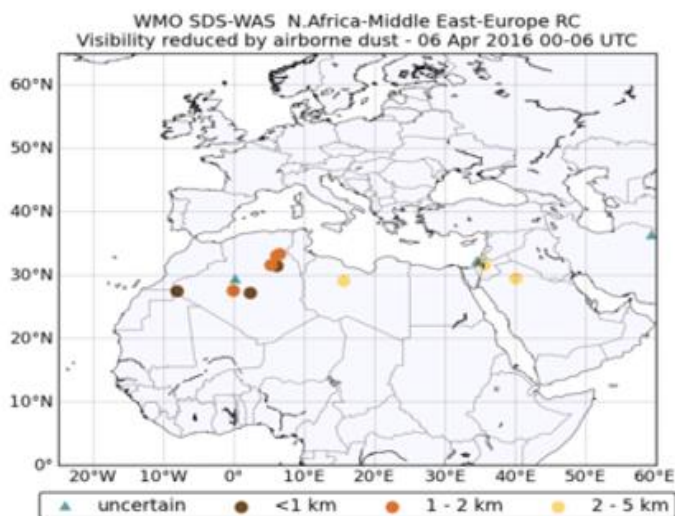 WMO SDS-WAS N.Africa-Middle East-Europe RC
Visibility reduced by airborne dust - 06 Apr 2016 00-06 UTC
60°N
50°N
40°N
30°N
20°N
10°N
0°
20°W 10°W 0° 10°E 20°E 30°E 40°E 50°E 60°E
uncertain <1 km 1 - 2 km 2 - 5 km